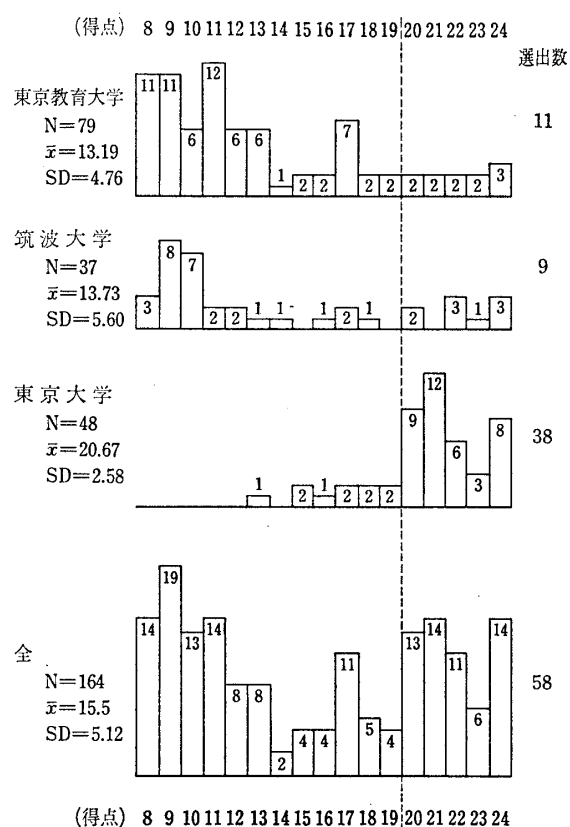 (得点) 8 9 10 11 12 13 14 15 16 17 18 19 20 21 22 23 24
選出数
東京教育大学
N=79
x̄=13.19
SD=4.76
11 11 6 12 6 6 1 2 2 7 2 2 2 2 2 2 3
11
筑波大学
N=37
x̄=13.73
SD=5.60
3 8 7 2 2 1 1 1 2 1 2 3 1 3
9
東京大学
N=48
x̄=20.67
SD=2.58
1 2 1 2 2 2 9 12 6 3 8
38
全
N=164
x̄=15.5
SD=5.12
14 19 13 14 8 8 2 4 4 11 5 4 13 14 11 6 14
58
(得点) 8 9 10 11 12 13 14 15 16 17 18 19 20 21 22 23 24